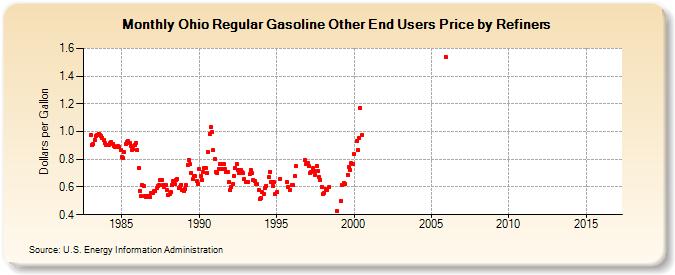 Monthly Ohio Regular Gasoline Other End Users Price by Refiners
Dollars per Gallon
1.6
1.4
1.2
1.0
0.8
0.6
0.4
1985 1990 1995 2000 2005 2010 2015
Source: U.S. Energy Information Administration